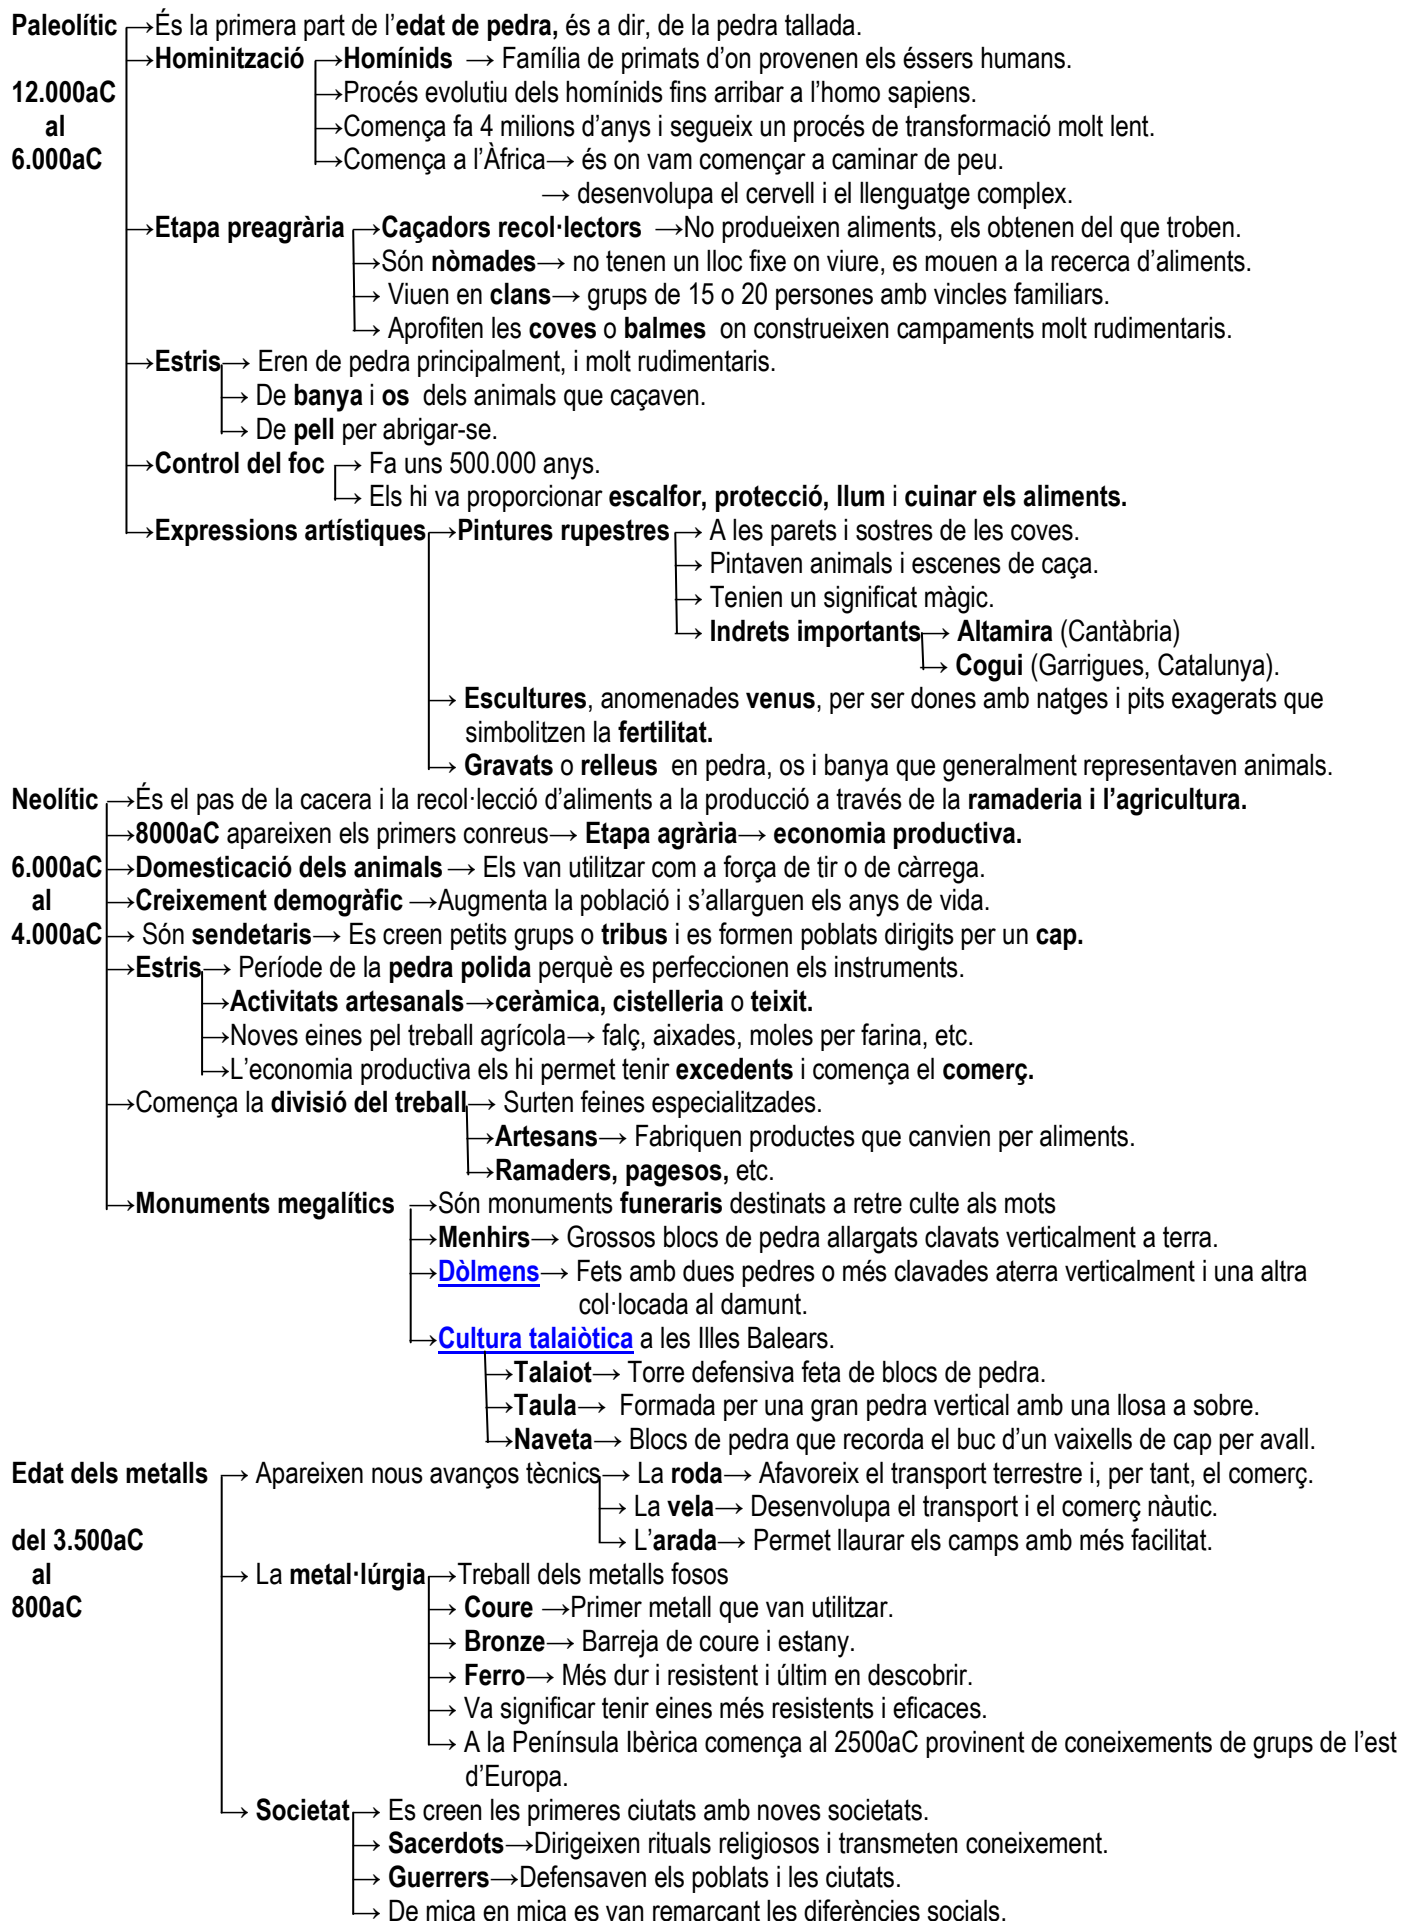 Paleolític →És la primera part de l’edat de pedra, és a dir, de la pedra tallada.
→Hominització →Homínids → Família de primats d’on provenen els éssers humans.
12.000aC →Procés evolutiu dels homínids fins arribar a l’homo sapiens.
al →Comença fa 4 milions d’anys i segueix un procés de transformació molt lent.
6.000aC →Comença a l’Àfrica→ és on vam començar a caminar de peu.
→ desenvolupa el cervell i el llenguatge complex.
→Etapa preagrària →Caçadors recol·lectors →No produeixen aliments, els obtenen del que troben.
→Són nòmades→ no tenen un lloc fixe on viure, es mouen a la recerca d’aliments.
→ Viuen en clans→ grups de 15 o 20 persones amb vincles familiars.
→ Aprofiten les coves o balmes on construeixen campaments molt rudimentaris.
→Estris→ Eren de pedra principalment, i molt rudimentaris.
→ De banya i os dels animals que caçaven.
→ De pell per abrigar-se.
→Control del foc → Fa uns 500.000 anys.
→ Els hi va proporcionar escalfor, protecció, llum i cuinar els aliments.
→Expressions artístiques→Pintures rupestres→ A les parets i sostres de les coves.
→ Pintaven animals i escenes de caça.
→ Tenien un significat màgic.
→ Indrets importants→ Altamira (Cantàbria)
→ Cogui (Garrigues, Catalunya).
→ Escultures, anomenades venus, per ser dones amb natges i pits exagerats que
simbolitzen la fertilitat.
→ Gravats o relleus en pedra, os i banya que generalment representaven animals.
Neolític →És el pas de la cacera i la recol·lecció d’aliments a la producció a través de la ramaderia i l’agricultura.
→8000aC apareixen els primers conreus→ Etapa agrària→ economia productiva.
6.000aC →Domesticació dels animals → Els van utilitzar com a força de tir o de càrrega.
al →Creixement demogràfic →Augmenta la població i s’allarguen els anys de vida.
4.000aC → Són sendetaris→ Es creen petits grups o tribus i es formen poblats dirigits per un cap.
→Estris→ Període de la pedra polida perquè es perfeccionen els instruments.
→Activitats artesanals→ceràmica, cistelleria o teixit.
→Noves eines pel treball agrícola→ falç, aixades, moles per farina, etc.
→L’economia productiva els hi permet tenir excedents i comença el comerç.
→Comença la divisió del treball→ Surten feines especialitzades.
→Artesans→ Fabriquen productes que canvien per aliments.
→Ramaders, pagesos, etc.
→Monuments megalítics →Són monuments funeraris destinats a retre culte als mots
→Menhirs→ Grossos blocs de pedra allargats clavats verticalment a terra.
→Dòlmens→ Fets amb dues pedres o més clavades aterra verticalment i una altra
col·locada al damunt.
→Cultura talaiòtica a les Illes Balears.
→Talaiot→ Torre defensiva feta de blocs de pedra.
→Taula→ Formada per una gran pedra vertical amb una llosa a sobre.
→Naveta→ Blocs de pedra que recorda el buc d’un vaixells de cap per avall.
Edat dels metalls → Apareixen nous avanços tècnics→ La roda→ Afavoreix el transport terrestre i, per tant, el comerç.
→ La vela→ Desenvolupa el transport i el comerç nàutic.
del 3.500aC → L’arada→ Permet llaurar els camps amb més facilitat.
al → La metal·lúrgia→Treball dels metalls fosos
800aC → Coure →Primer metall que van utilitzar.
→ Bronze→ Barreja de coure i estany.
→ Ferro→ Més dur i resistent i últim en descobrir.
→ Va significar tenir eines més resistents i eficaces.
→ A la Península Ibèrica comença al 2500aC provinent de coneixements de grups de l’est
d’Europa.
→ Societat→ Es creen les primeres ciutats amb noves societats.
→ Sacerdots→Dirigeixen rituals religiosos i transmeten coneixement.
→ Guerrers→Defensaven els poblats i les ciutats.
→ De mica en mica es van remarcant les diferències socials.